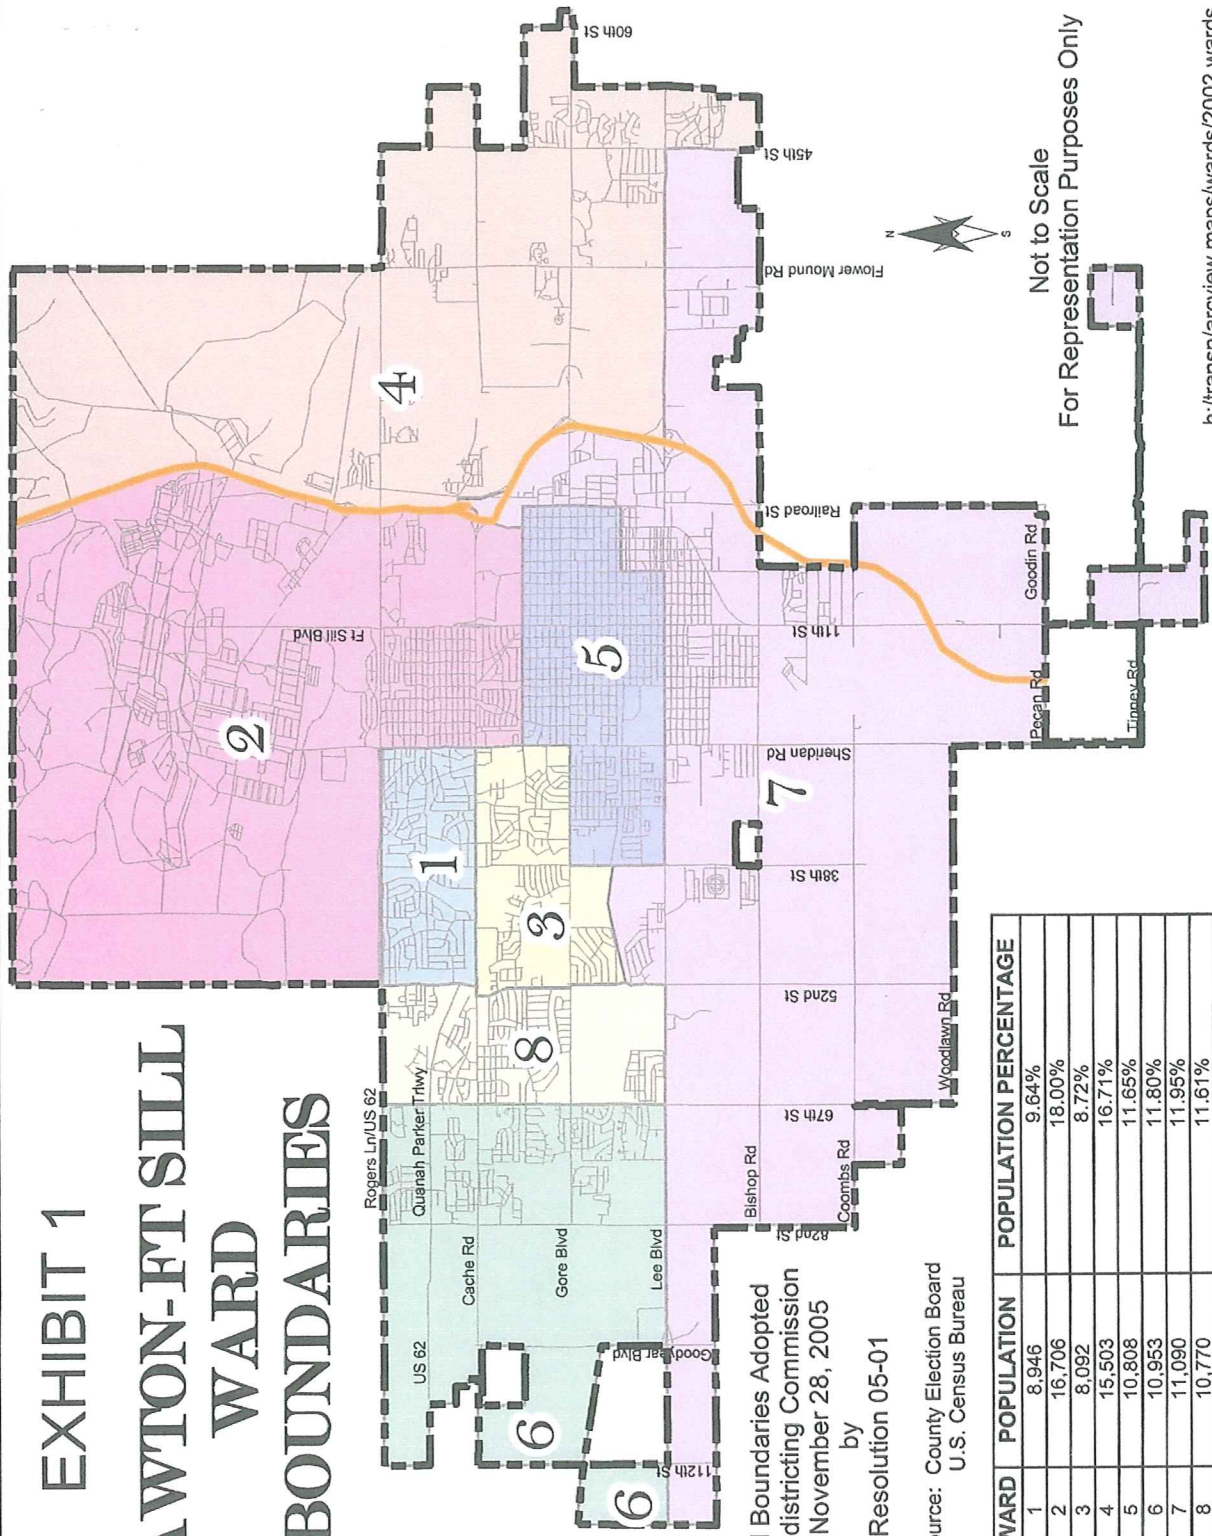 EXHIBIT 1
AWTON-FT SILL
WARD
BOUNDARIES
2
4
1
3
5
8
7
6
6
Rogers Ln/US 62
Quanah Parker Trlwy
US 62
Cache Rd
Gore Blvd
Lee Blvd
Bishop Rd
Coombs Rd
Woodlawn Rd
Pecan Rd
Goodin Rd
Tinney Rd
Ft Sill Blvd
112th St
Goodyear Blvd
82nd St
67th St
52nd St
38th St
Sheridan Rd
11th St
Railroad St
Flower Mound Rd
45th St
60th St
N
S
Not to Scale
For Representation Purposes Only
Boundaries Adopted
districting Commission
November 28, 2005
by
Resolution 05-01
urce: County Election Board
U.S. Census Bureau
WARD POPULATION POPULATION PERCENTAGE
1 8,946 9.64%
2 16,706 18.00%
3 8,092 8.72%
4 15,503 16.71%
5 10,808 11.65%
6 10,953 11.80%
7 11,090 11.95%
8 10,770 11.61%
h:/transp/arcview maps/wards/2002 wards